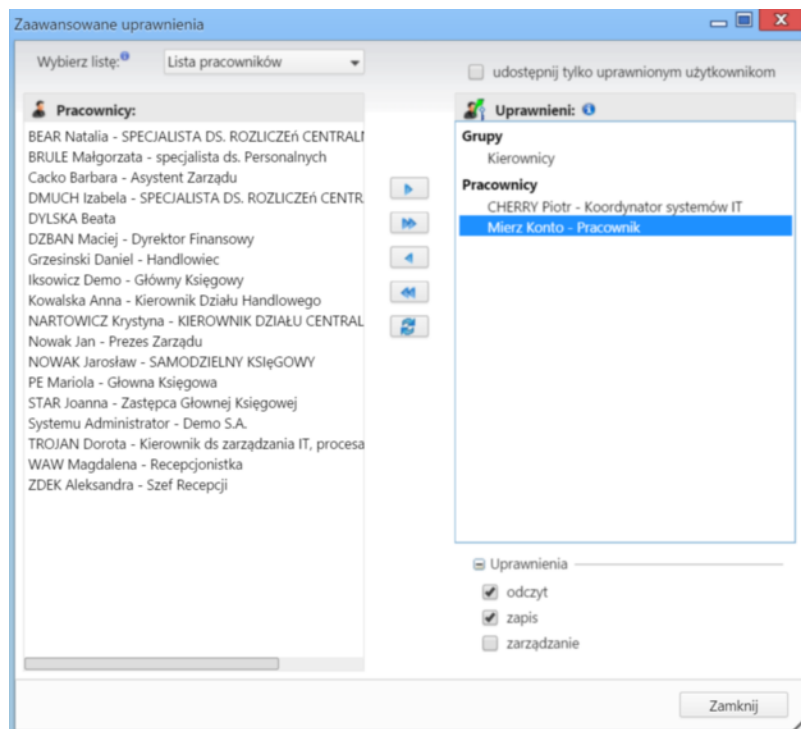 Zaawansowane uprawnienia
Wybierz listę:
Lista pracowników
udostępnij tylko uprawnionym użytkownikom
Pracownicy:
BEAR Natalia - SPECJALISTA DS. ROZLICZEń CENTRALN
BRULE Małgorzata - specjalista ds. Personalnych
Cacko Barbara - Asystent Zarządu
DMUCH Izabela - SPECJALISTA DS. ROZLICZEń CENTR
DYLSKA Beata
DZBAN Maciej - Dyrektor Finansowy
Grzesinski Daniel - Handlowiec
Iksowicz Demo - Główny Księgowy
Kowalska Anna - Kierownik Działu Handlowego
NARTOWICZ Krystyna - KIEROWNIK DZIAŁU CENTRAL
Nowak Jan - Prezes Zarządu
NOWAK Jarosław - SAMODZIELNY KSIęGOWY
PE Mariola - Głowna Księgowa
STAR Joanna - Zastępca Głownej Księgowej
Systemu Administrator - Demo S.A.
TROJAN Dorota - Kierownik ds zarządzania IT, procesa
WAW Magdalena - Recepcjonistka
ZDEK Aleksandra - Szef Recepcji
Uprawnieni:
Grupy
Kierownicy
Pracownicy
CHERRY Piotr - Koordynator systemów IT
Mierz Konto - Pracownik
Uprawnienia
odczyt
zapis
zarządzanie
Zamknij